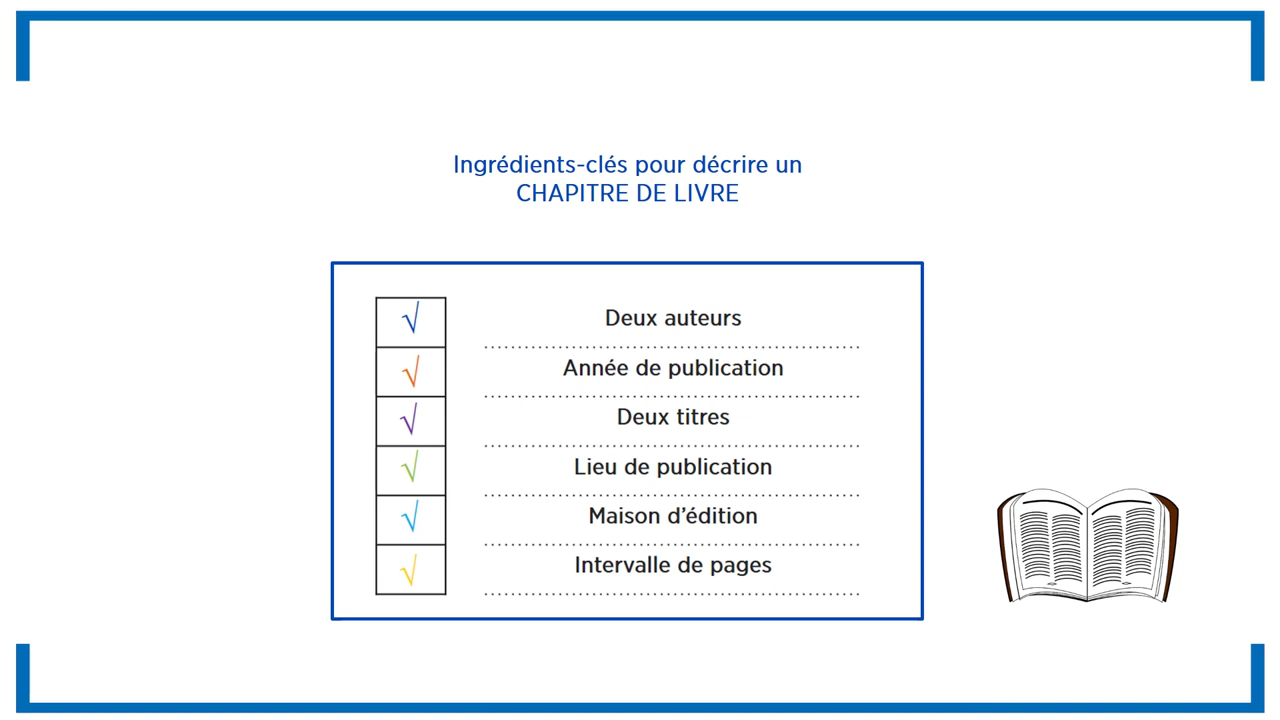 Ingrédients-clés pour décrire un
CHAPITRE DE LIVRE
√ Deux auteurs
√ Année de publication
√ Deux titres
√ Lieu de publication
√ Maison d’édition
√ Intervalle de pages